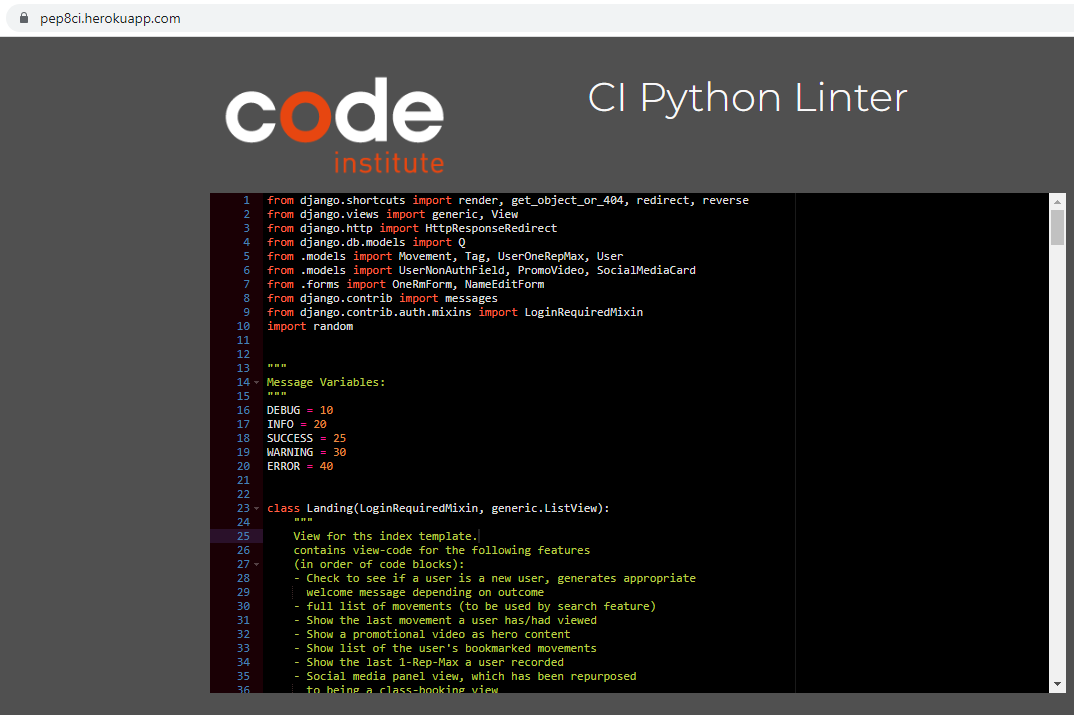 pep8ci.herokuapp.com
code
institute
CI Python Linter
1 from django.shortcuts import render, get_object_or_404, redirect, reverse
2 from django.views import generic, View
3 from django.http import HttpResponseRedirect
4 from django.db.models import Q
5 from .models import Movement, Tag, UserOneRepMax, User
6 from .models import UserNonAuthField, PromoVideo, SocialMediaCard
7 from .forms import OneRmForm, NameEditForm
8 from django.contrib import messages
9 from django.contrib.auth.mixins import LoginRequiredMixin
10 import random
11
12
13 """
14 Message Variables:
15 """
16 DEBUG = 10
17 INFO = 20
18 SUCCESS = 25
19 WARNING = 30
20 ERROR = 40
21
22
23 class Landing(LoginRequiredMixin, generic.ListView):
24     """
25     View for ths index template.
26     contains view-code for the following features
27     (in order of code blocks):
28     - Check to see if a user is a new user, generates appropriate
29       welcome message depending on outcome
30     - full list of movements (to be used by search feature)
31     - Show the last movement a user has/had viewed
32     - Show a promotional video as hero content
33     - Show list of the user's bookmarked movements
34     - Show the last 1-Rep-Max a user recorded
35     - Social media panel view, which has been repurposed
36       to being a class-booking view